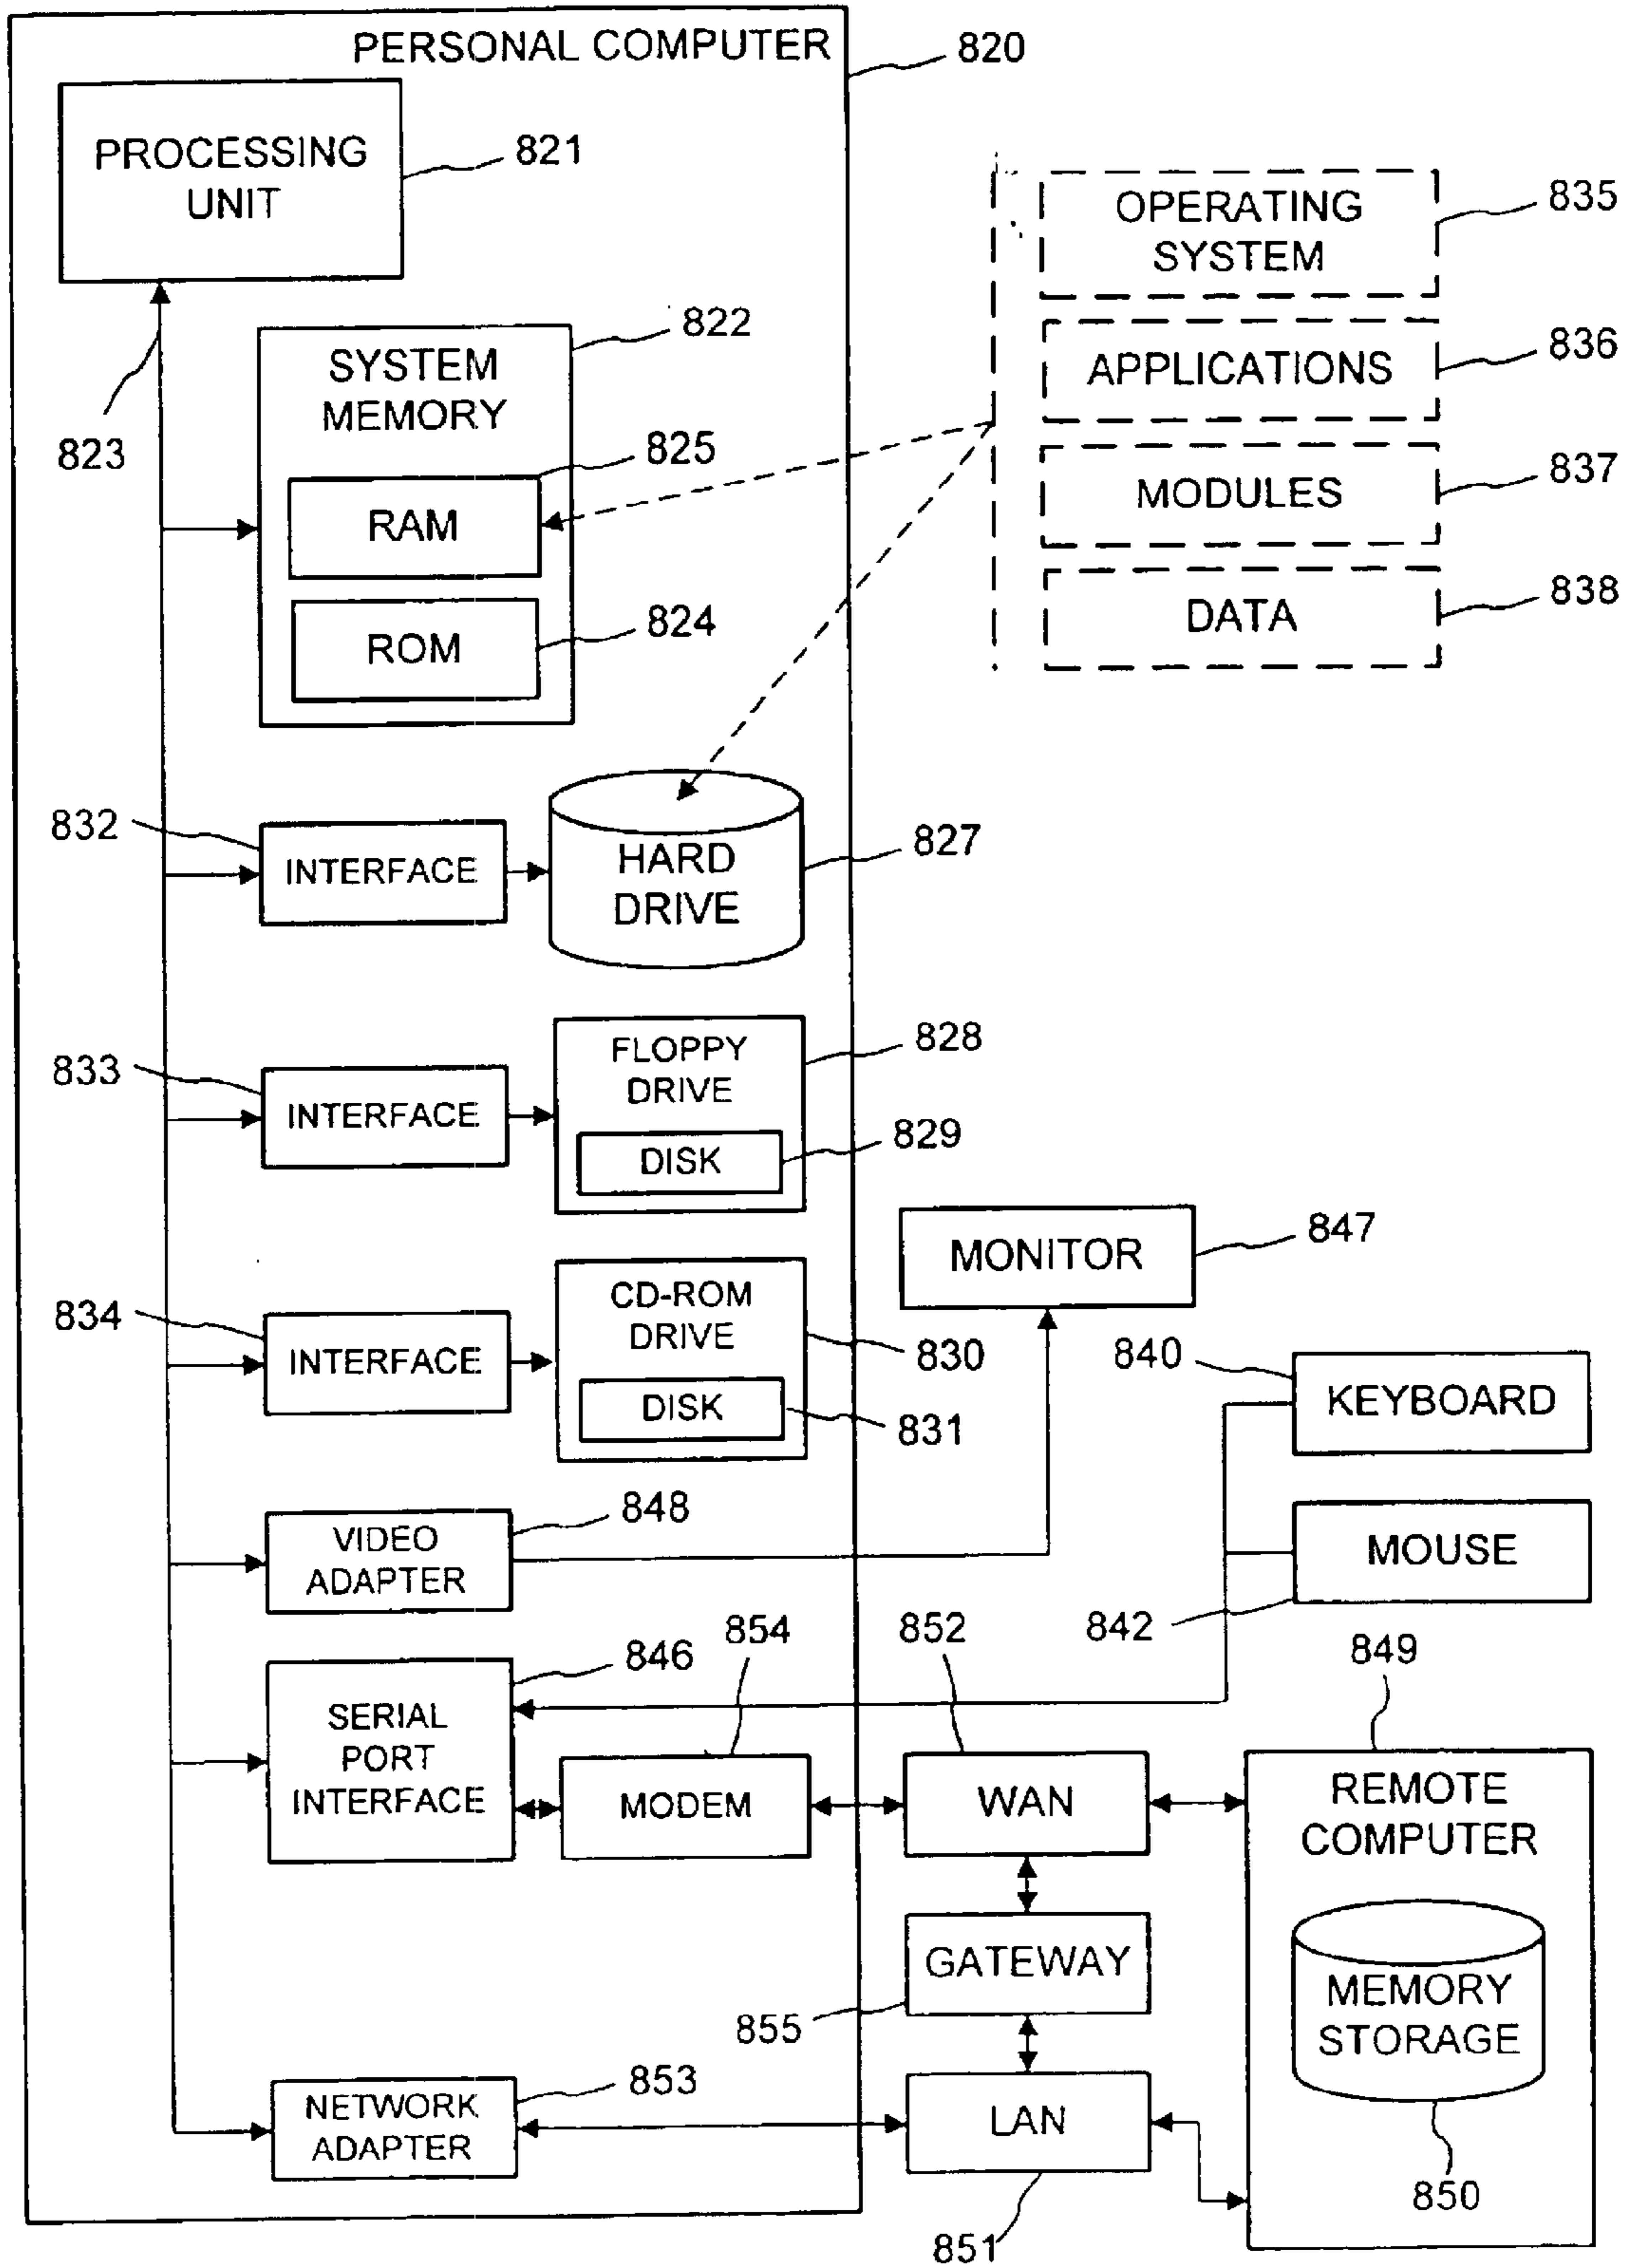 PERSONAL COMPUTER
820
PROCESSING
UNIT
821
823
SYSTEM
MEMORY
822
RAM
825
ROM
824
OPERATING
SYSTEM
835
APPLICATIONS
836
MODULES
837
DATA
838
832
INTERFACE
HARD
DRIVE
827
833
INTERFACE
FLOPPY
DRIVE
828
DISK
829
834
INTERFACE
CD-ROM
DRIVE
830
DISK
831
MONITOR
847
840
KEYBOARD
MOUSE
842
VIDEO
ADAPTER
848
SERIAL
PORT
INTERFACE
846
MODEM
854
WAN
852
849
REMOTE
COMPUTER
GATEWAY
855
MEMORY
STORAGE
850
NETWORK
ADAPTER
853
LAN
851